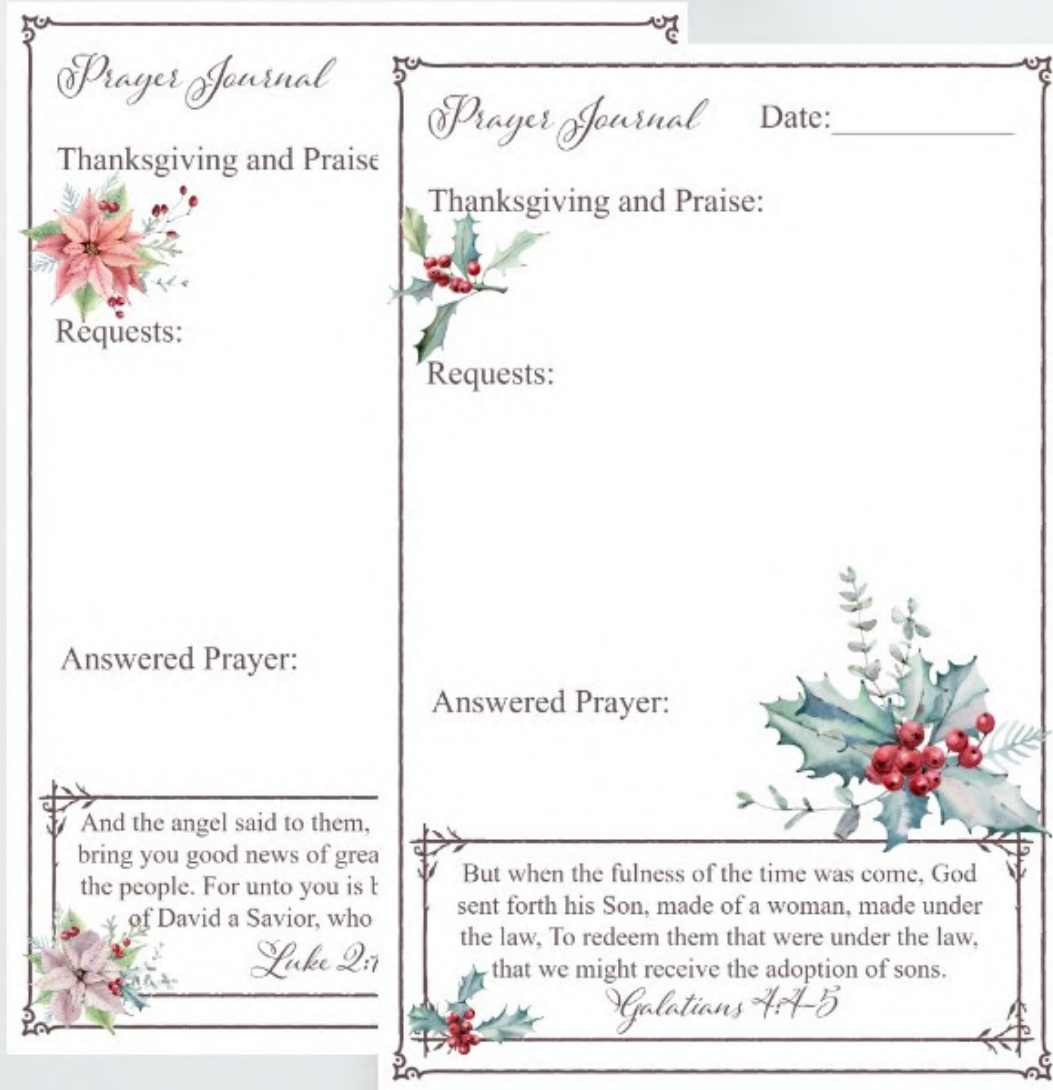 Prayer Journal
Thanksgiving and Praise
Requests:
Answered Prayer:
And the angel said to them,
bring you good news of grea
the people. For unto you is
of David a Savior, who
Luke 2:1
Prayer Journal Date:
Thanksgiving and Praise:
Requests:
Answered Prayer:
But when the fulness of the time was come, God
sent forth his Son, made of a woman, made under
the law, To redeem them that were under the law,
that we might receive the adoption of sons.
Galatians 4:4-5